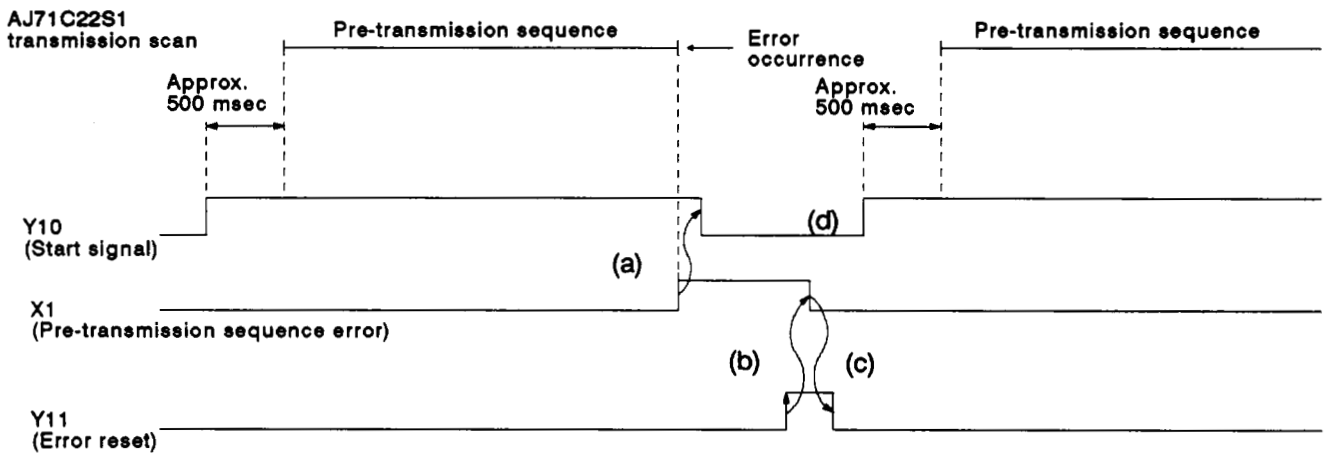 AJ71C22S1
transmission scan
Pre-transmission sequence
Error
occurrence
Pre-transmission sequence
Approx.
500 msec
Approx.
500 msec
Y10
(Start signal)
(d)
(a)
X1
(Pre-transmission sequence error)
(b)
(c)
Y11
(Error reset)